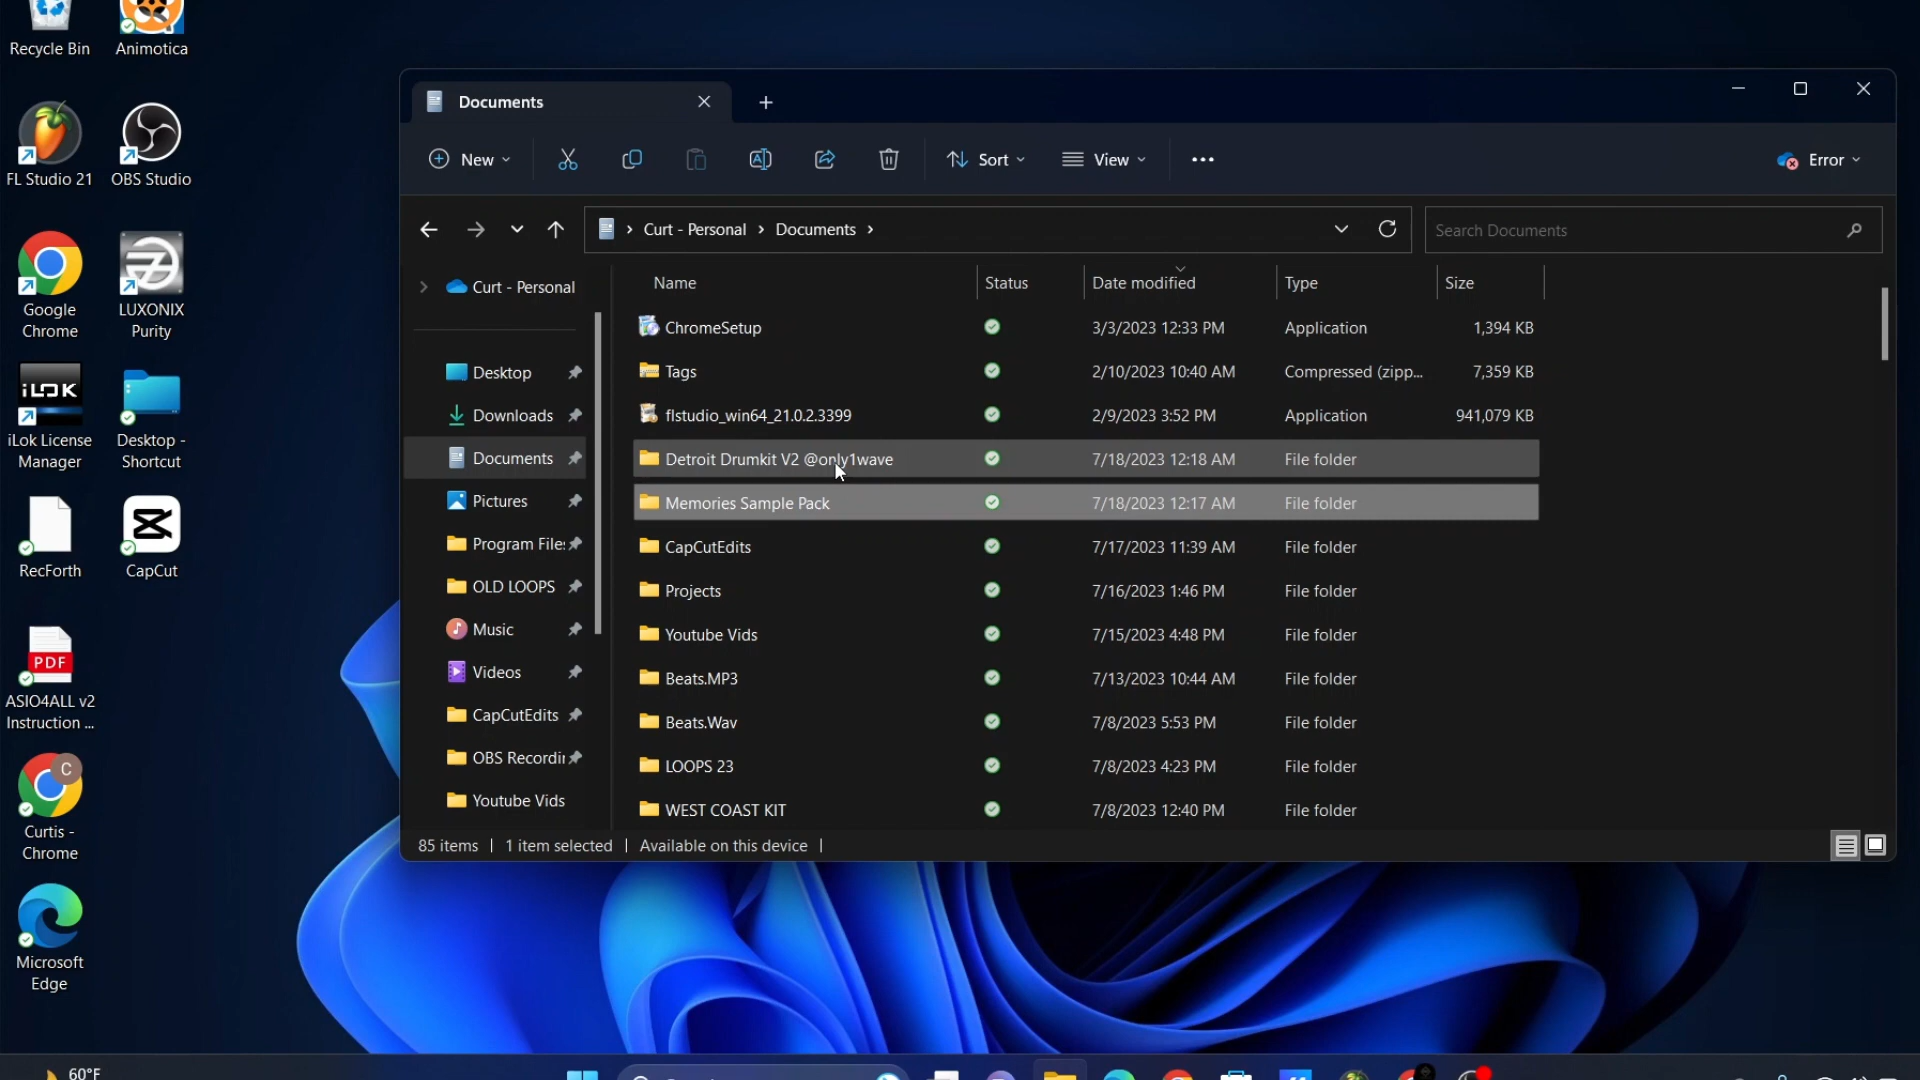 Recycle Bin
Animotica
FL Studio 21
OBS Studio
Google
Chrome
LUXONIX
Purity
iLOK
iLok License
Manager
Desktop -
Shortcut
RecForth
CapCut
PDF
ASIO4ALL v2
Instruction ...
C
Curtis -
Chrome
Microsoft
Edge
Documents
New
Sort
View
Error
Curt - Personal > Documents >
Search Documents
Curt - Personal
Desktop
Downloads
Documents
Pictures
Program Files
OLD LOOPS
Music
Videos
CapCutEdits
OBS Recordi
Youtube Vids
Name Status Date modified Type Size
ChromeSetup 3/3/2023 12:33 PM Application 1,394 KB
Tags 2/10/2023 10:40 AM Compressed (zipp... 7,359 KB
flstudio_win64_21.0.2.3399 2/9/2023 3:52 PM Application 941,079 KB
Detroit Drumkit V2 @only1wave 7/18/2023 12:18 AM File folder
Memories Sample Pack 7/18/2023 12:17 AM File folder
CapCutEdits 7/17/2023 11:39 AM File folder
Projects 7/16/2023 1:46 PM File folder
Youtube Vids 7/15/2023 4:48 PM File folder
Beats.MP3 7/13/2023 10:44 AM File folder
Beats.Wav 7/8/2023 5:53 PM File folder
LOOPS 23 7/8/2023 4:23 PM File folder
WEST COAST KIT 7/8/2023 12:40 PM File folder
85 items | 1 item selected | Available on this device |
60°F